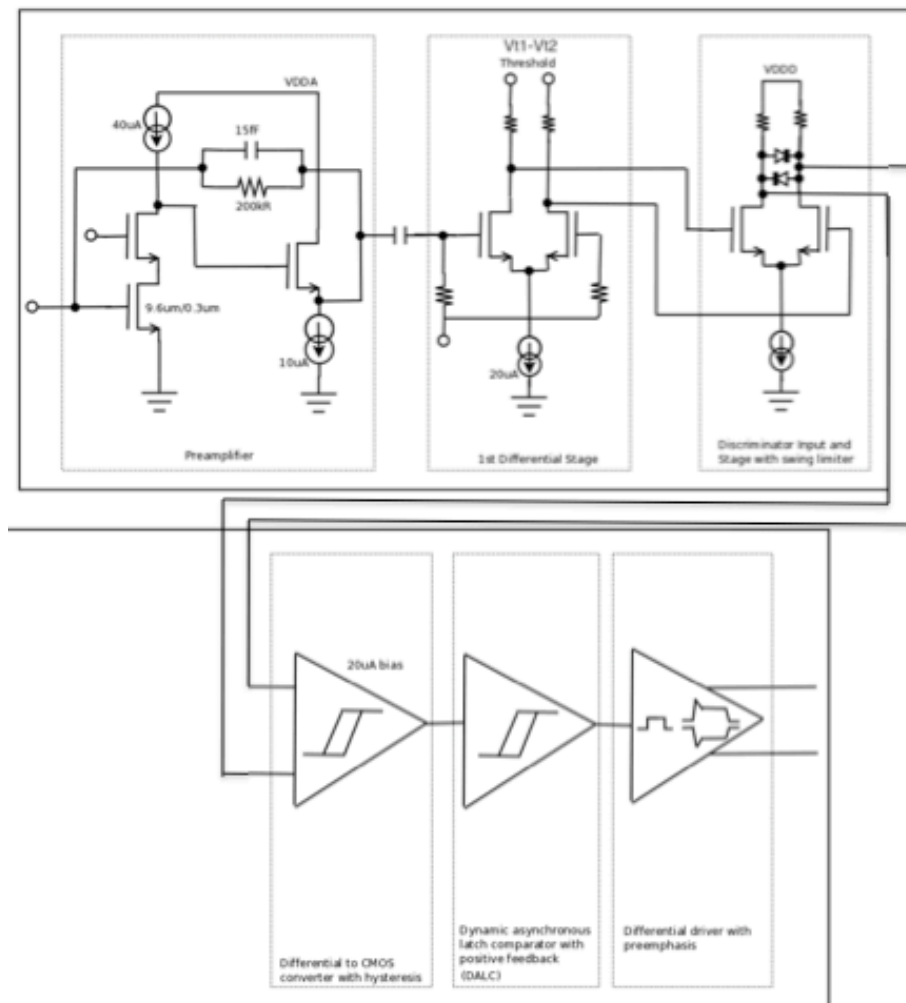 Vt1-Vt2
Threshold
VDDA
VDDD
40uA
15fF
200kR
9.6um/0.3um
10uA
20uA
Preamplifier
1st Differential Stage
Discriminator Input and
Stage with swing limiter
20uA bias
Differential to CMOS
converter with hysteresis
Dynamic asynchronous
latch comparator with
positive feedback
(DALC)
Differential driver with
preemphasis